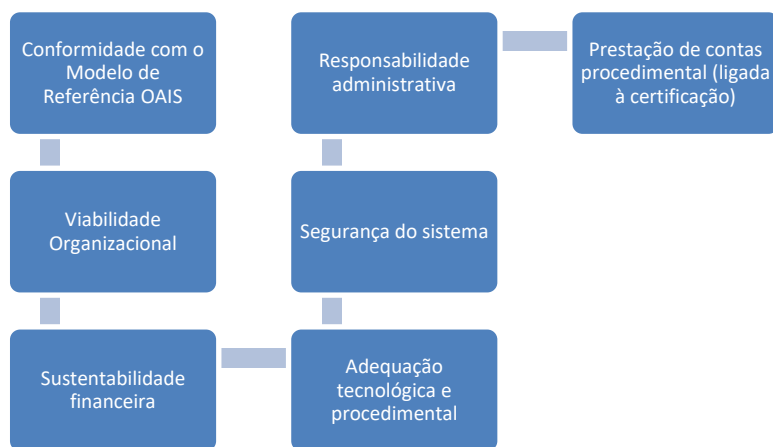 Conformidade com o
Modelo de
Referência OAIS
Viabilidade
Organizacional
Sustentabilidade
financeira
Adequação
tecnológica e
procedimental
Segurança do sistema
Responsabilidade
administrativa
Prestação de contas
procedimental (ligada
à certificação)